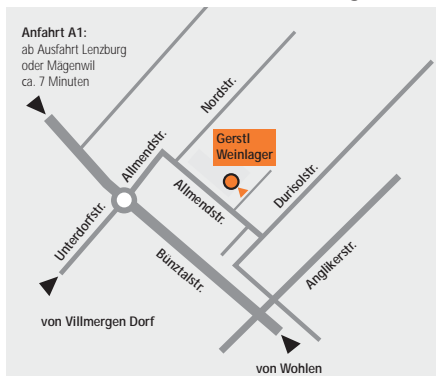 Anfahrt A1:
ab Ausfahrt Lenzburg
oder Mägenwil
ca. 7 Minuten
Nordstr.
Allmendstr.
Gerstl
Weinlager
Allmendstr.
Durisolstr.
Unterdorfstr.
Bünztalstr.
Anglikerstr.
von Villmergen Dorf
von Wohlen